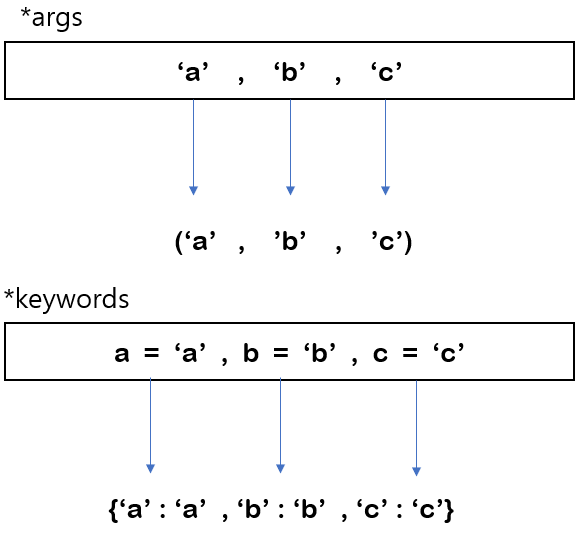 *args
‘a’ , ‘b’ , ‘c’
(‘a’ , ’b’ , ’c’)
*keywords
a = ‘a’ , b = ‘b’ , c = ‘c’
{‘a’ : ‘a’ , ‘b’ : ‘b’ , ‘c’ : ‘c’}